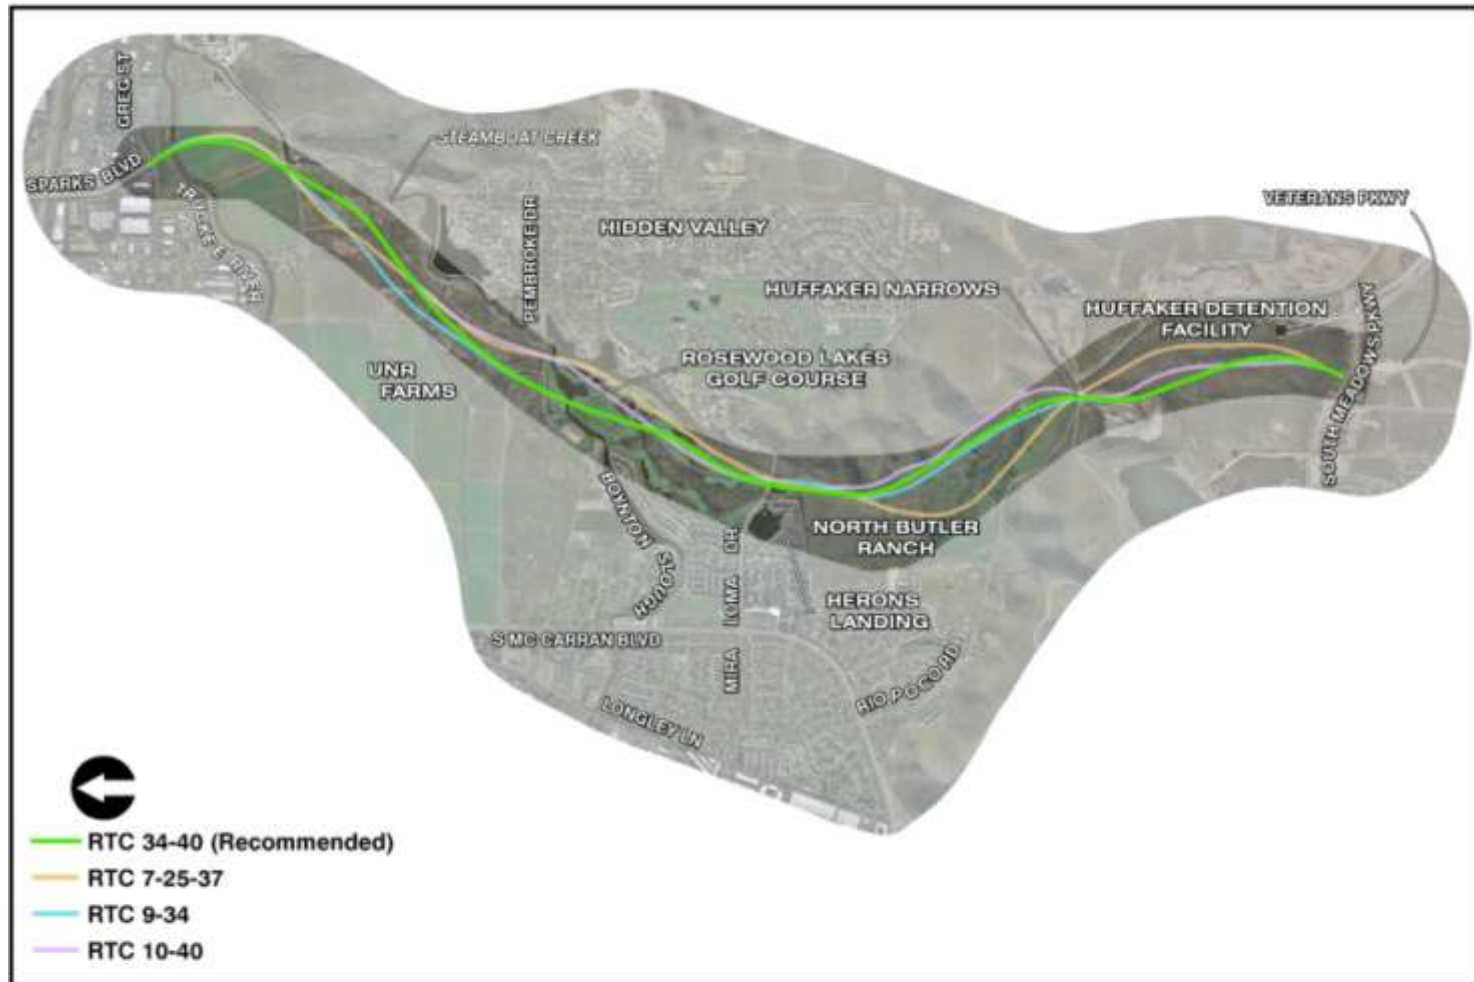 GREG ST
STEAMBOAT CREEK
SPARKS BLVD
TRUCKEE RIVER
PEMBROKE DR
HIDDEN VALLEY
VETERANS PKWY
HUFFAKER NARROWS
HUFFAKER DETENTION
FACILITY
ROSEWOOD LAKES
GOLF COURSE
UNR
FARMS
SOUTH MEADOWS PKWY
BOYNTON SLOUGH
NORTH BUTLER
RANCH
MIRA LOMA DR
HERONS
LANDING
S MC CARRAN BLVD
RIO POCO RD
LONGLEY LN
RTC 34-40 (Recommended)
RTC 7-25-37
RTC 9-34
RTC 10-40